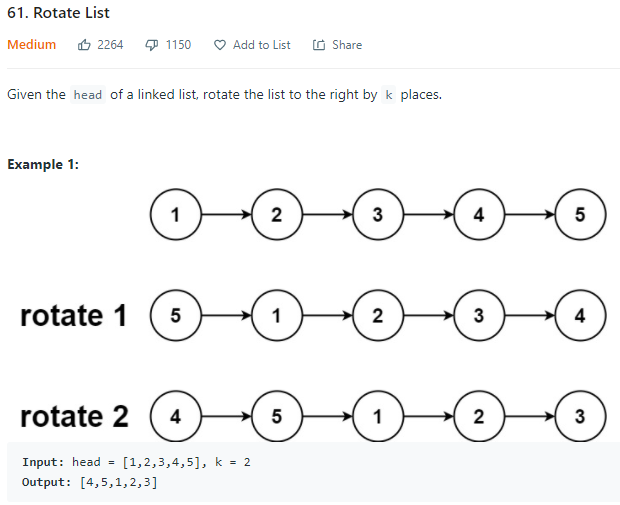 61. Rotate List
Medium 2264 1150 Add to List Share
Given the head of a linked list, rotate the list to the right by k places.
Example 1:
1 2 3 4 5
rotate 1 5 1 2 3 4
rotate 2 4 5 1 2 3
Input: head = [1,2,3,4,5], k = 2
Output: [4,5,1,2,3]